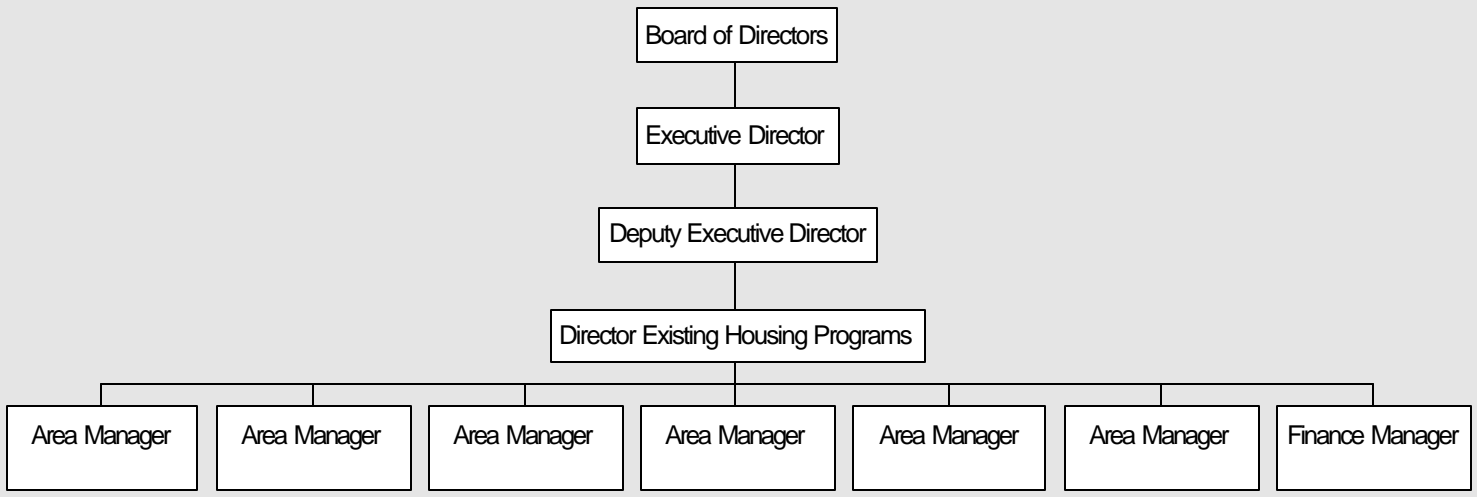 Board of Directors
Executive Director
Deputy Executive Director
Director Existing Housing Programs
Area Manager
Area Manager
Area Manager
Area Manager
Area Manager
Area Manager
Finance Manager